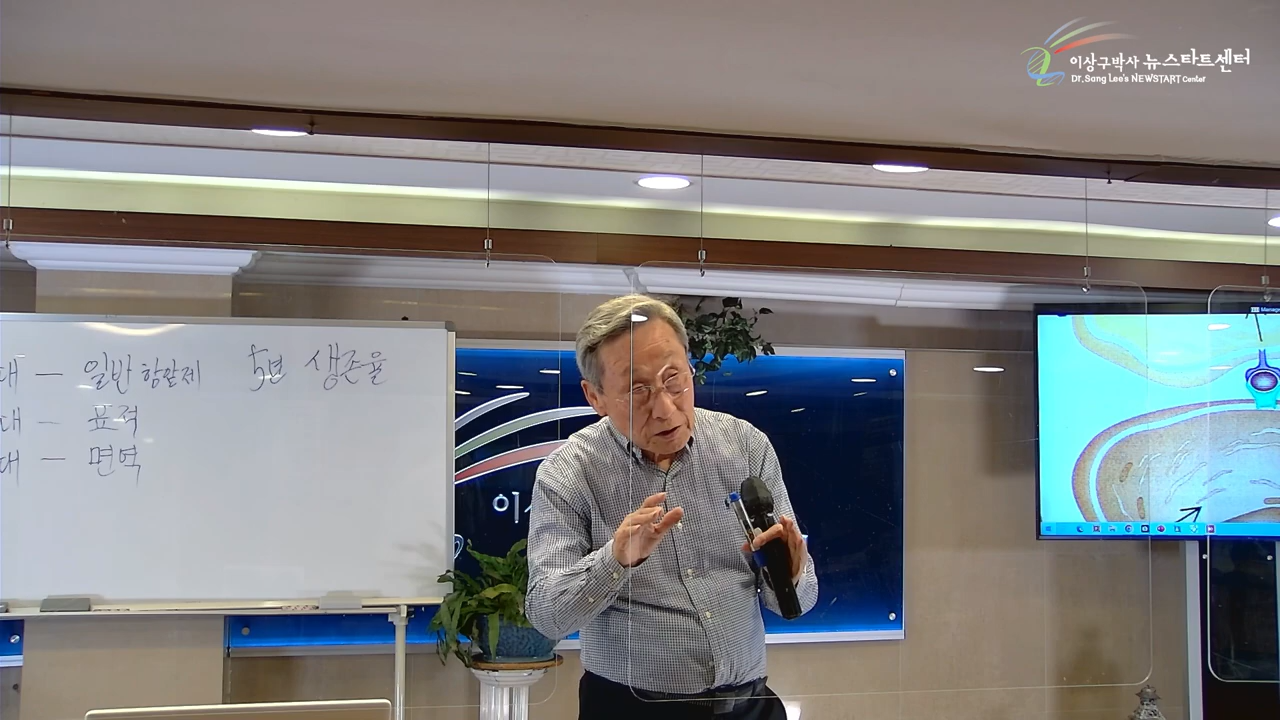 이상구박사 뉴스타트센터
Dr. Sang Lee's NEWSTART Center
대 — 일반 항암제 5년 생존율
대 — 표적
대 — 면역
이